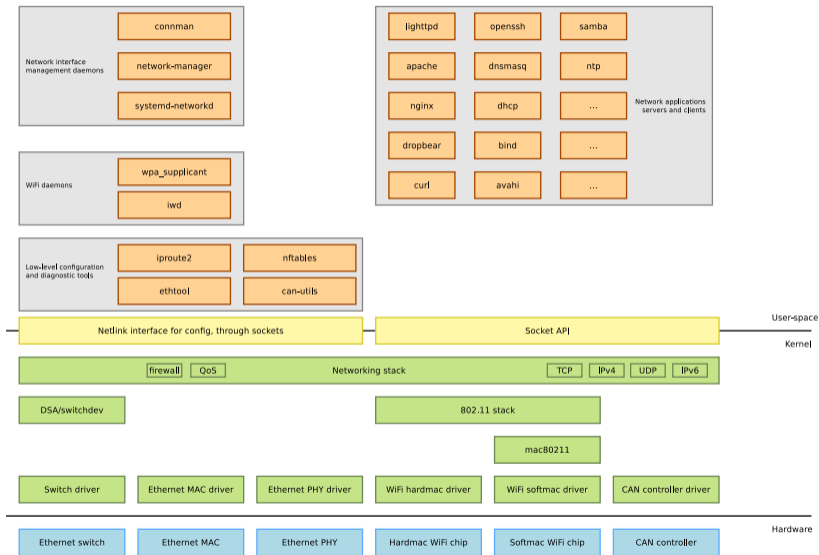 connman
Network interface
management daemons
network-manager
systemd-networkd
lighttpd
openssh
samba
apache
dnsmasq
ntp
nginx
dhcp
...
Network applications
servers and clients
dropbear
bind
...
curl
avahi
...
WiFi daemons
wpa_supplicant
iwd
Low-level configuration
and diagnostic tools
iproute2
nftables
ethtool
can-utils
User-space
Netlink interface for config, through sockets
Socket API
Kernel
firewall
QoS
Networking stack
TCP
IPv4
UDP
IPv6
DSA/switchdev
802.11 stack
mac80211
Switch driver
Ethernet MAC driver
Ethernet PHY driver
WiFi hardmac driver
WiFi softmac driver
CAN controller driver
Hardware
Ethernet switch
Ethernet MAC
Ethernet PHY
Hardmac WiFi chip
Softmac WiFi chip
CAN controller